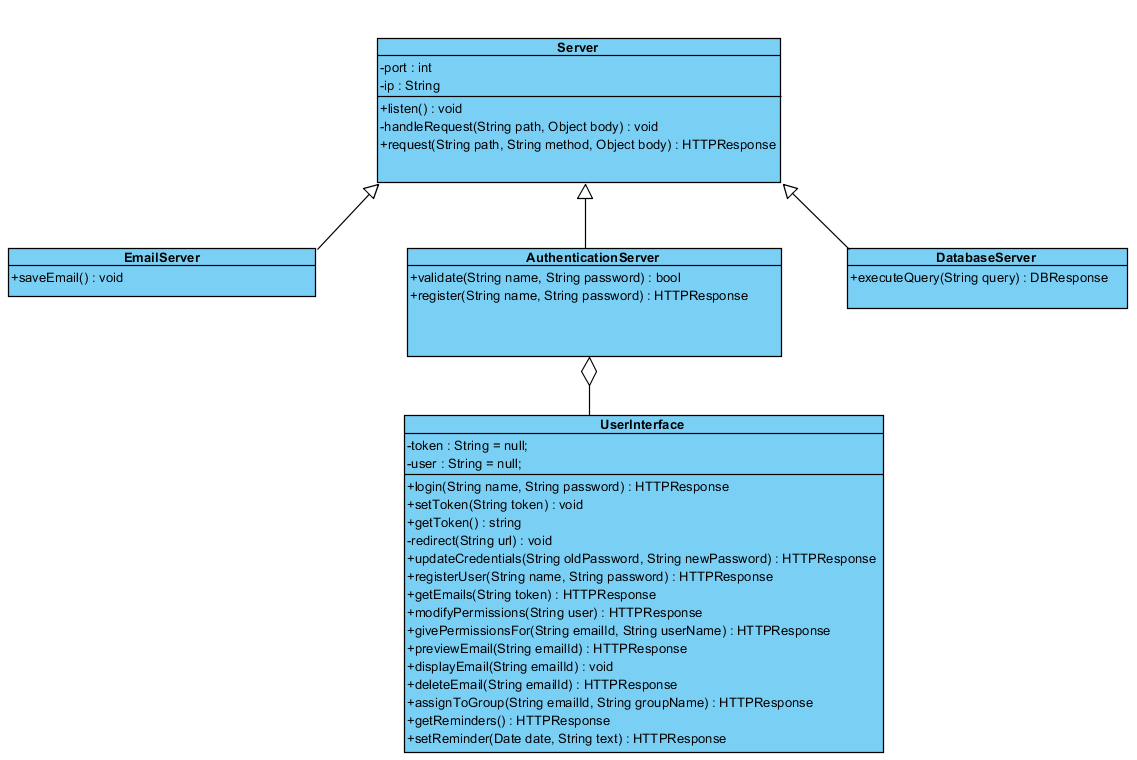 Server
-port : int
-ip : String
+listen() : void
-handleRequest(String path, Object body) : void
+request(String path, String method, Object body) : HTTPResponse
EmailServer
+saveEmail() : void
AuthenticationServer
+validate(String name, String password) : bool
+register(String name, String password) : HTTPResponse
DatabaseServer
+executeQuery(String query) : DBResponse
UserInterface
-token : String = null;
-user : String = null;
+login(String name, String password) : HTTPResponse
+setToken(String token) : void
+getToken() : string
-redirect(String url) : void
+updateCredentials(String oldPassword, String newPassword) : HTTPResponse
+registerUser(String name, String password) : HTTPResponse
+getEmails(String token) : HTTPResponse
+modifyPermissions(String user) : HTTPResponse
+givePermissionsFor(String emailId, String userName) : HTTPResponse
+previewEmail(String emailId) : HTTPResponse
+displayEmail(String emailId) : void
+deleteEmail(String emailId) : HTTPResponse
+assignToGroup(String emailId, String groupName) : HTTPResponse
+getReminders() : HTTPResponse
+setReminder(Date date, String text) : HTTPResponse